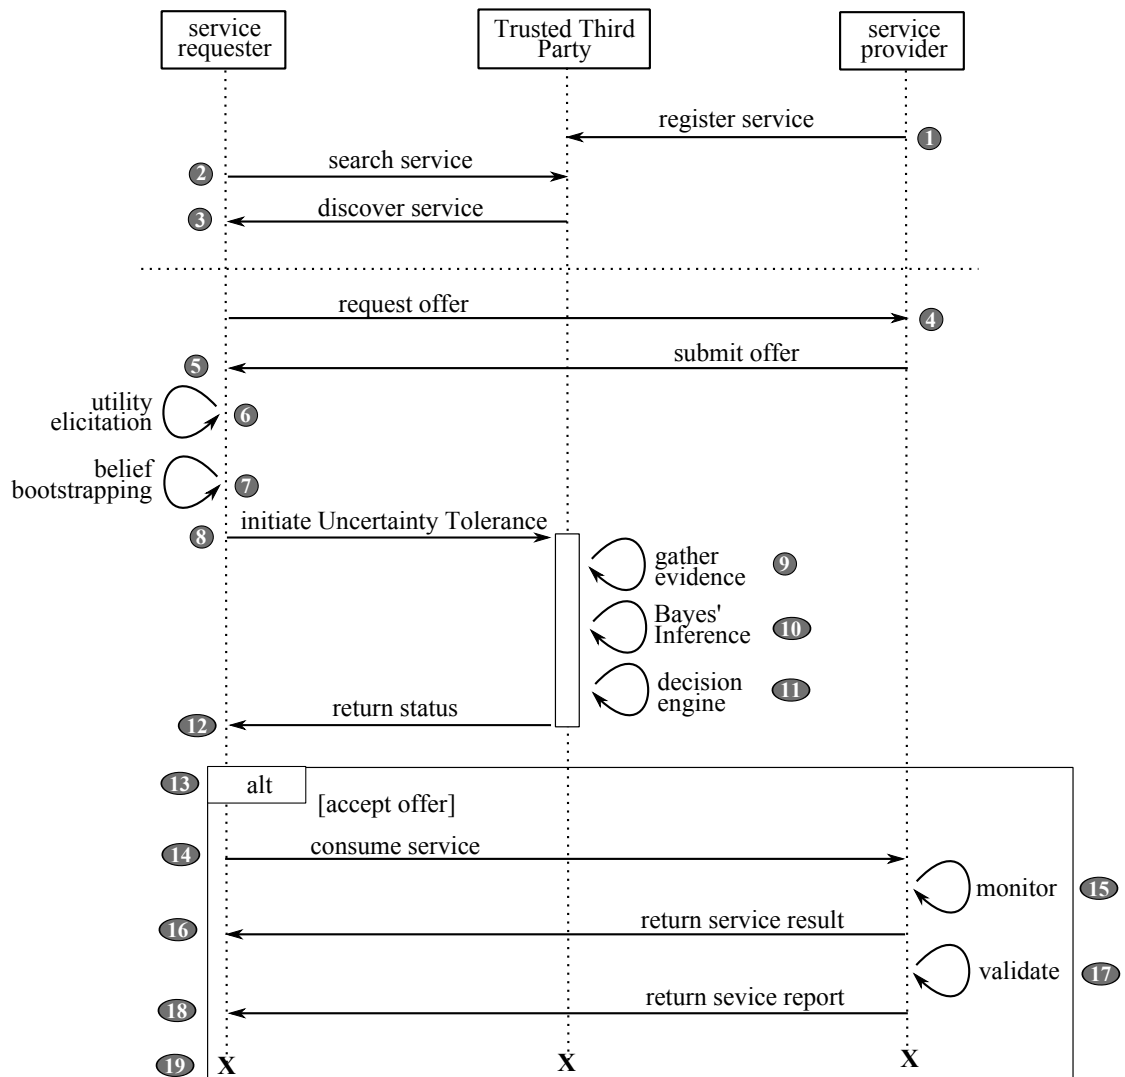 service
requester
Trusted Third
Party
service
provider
register service
1
2
search service
3
discover service
request offer
4
5
submit offer
utility
elicitation
6
belief
bootstrapping
7
8
initiate Uncertainty Tolerance
gather
evidence
9
Bayes'
Inference
10
decision
engine
11
12
return status
13
alt
[accept offer]
14
consume service
monitor
15
16
return service result
validate
17
18
return sevice report
19
X
X
X